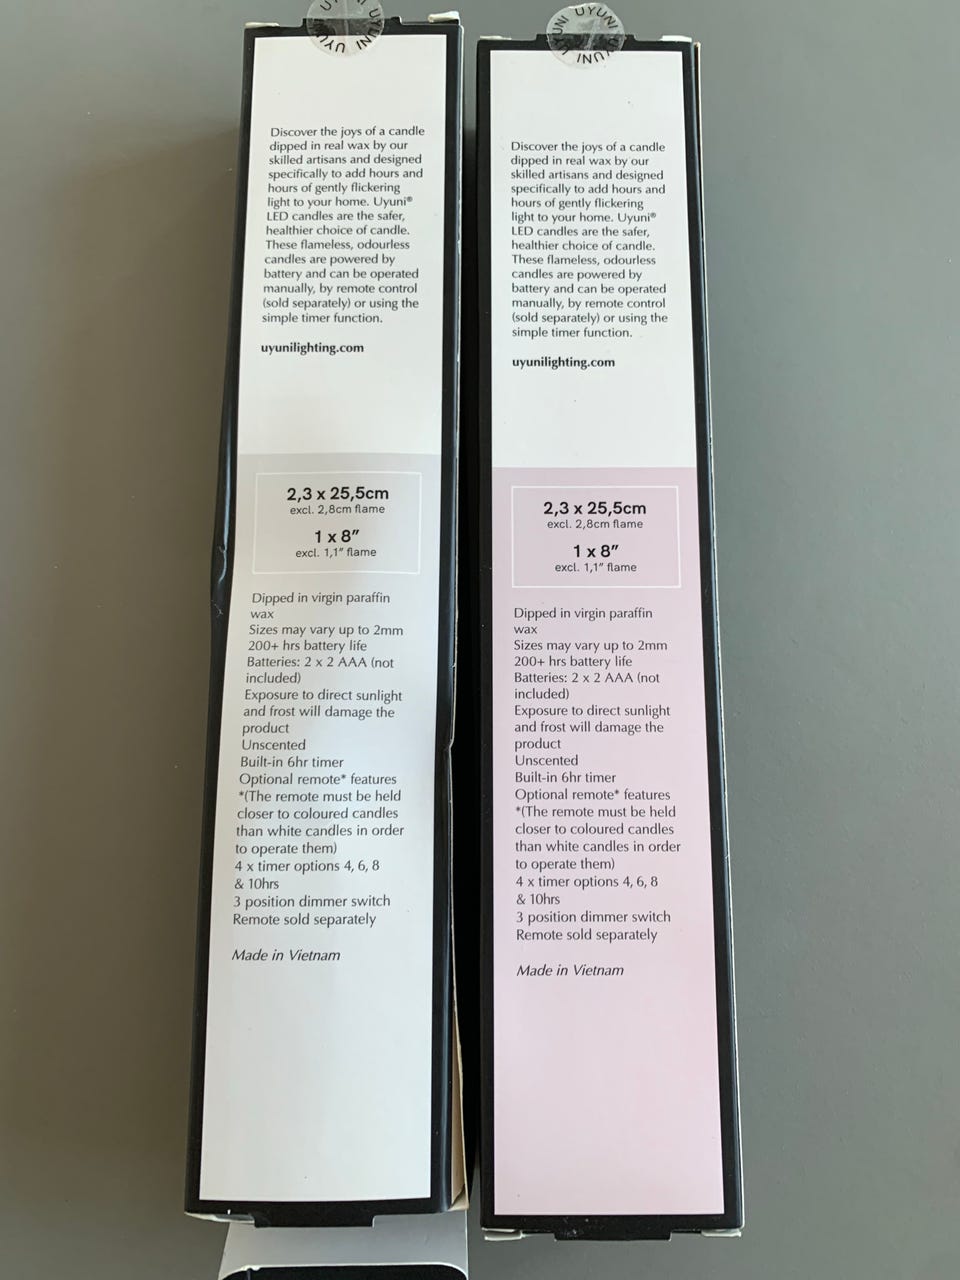 UYUNI UYUNI
Discover the joys of a candle
dipped in real wax by our
skilled artisans and designed
specifically to add hours and
hours of gently flickering
light to your home. Uyuni®
LED candles are the safer,
healthier choice of candle.
These flameless, odourless
candles are powered by
battery and can be operated
manually, by remote control
(sold separately) or using the
simple timer function.
uyunilighting.com
2,3 x 25,5cm
excl. 2,8cm flame
1 x 8”
excl. 1,1” flame
Dipped in virgin paraffin
wax
Sizes may vary up to 2mm
200+ hrs battery life
Batteries: 2 x 2 AAA (not
included)
Exposure to direct sunlight
and frost will damage the
product
Unscented
Built-in 6hr timer
Optional remote* features
*(The remote must be held
closer to coloured candles
than white candles in order
to operate them)
4 x timer options 4, 6, 8
& 10hrs
3 position dimmer switch
Remote sold separately
Made in Vietnam
UYUNI UYUNI
Discover the joys of a candle
dipped in real wax by our
skilled artisans and designed
specifically to add hours and
hours of gently flickering
light to your home. Uyuni®
LED candles are the safer,
healthier choice of candle.
These flameless, odourless
candles are powered by
battery and can be operated
manually, by remote control
(sold separately) or using the
simple timer function.
uyunilighting.com
2,3 x 25,5cm
excl. 2,8cm flame
1 x 8”
excl. 1,1” flame
Dipped in virgin paraffin
wax
Sizes may vary up to 2mm
200+ hrs battery life
Batteries: 2 x 2 AAA (not
included)
Exposure to direct sunlight
and frost will damage the
product
Unscented
Built-in 6hr timer
Optional remote* features
*(The remote must be held
closer to coloured candles
than white candles in order
to operate them)
4 x timer options 4, 6, 8
& 10hrs
3 position dimmer switch
Remote sold separately
Made in Vietnam